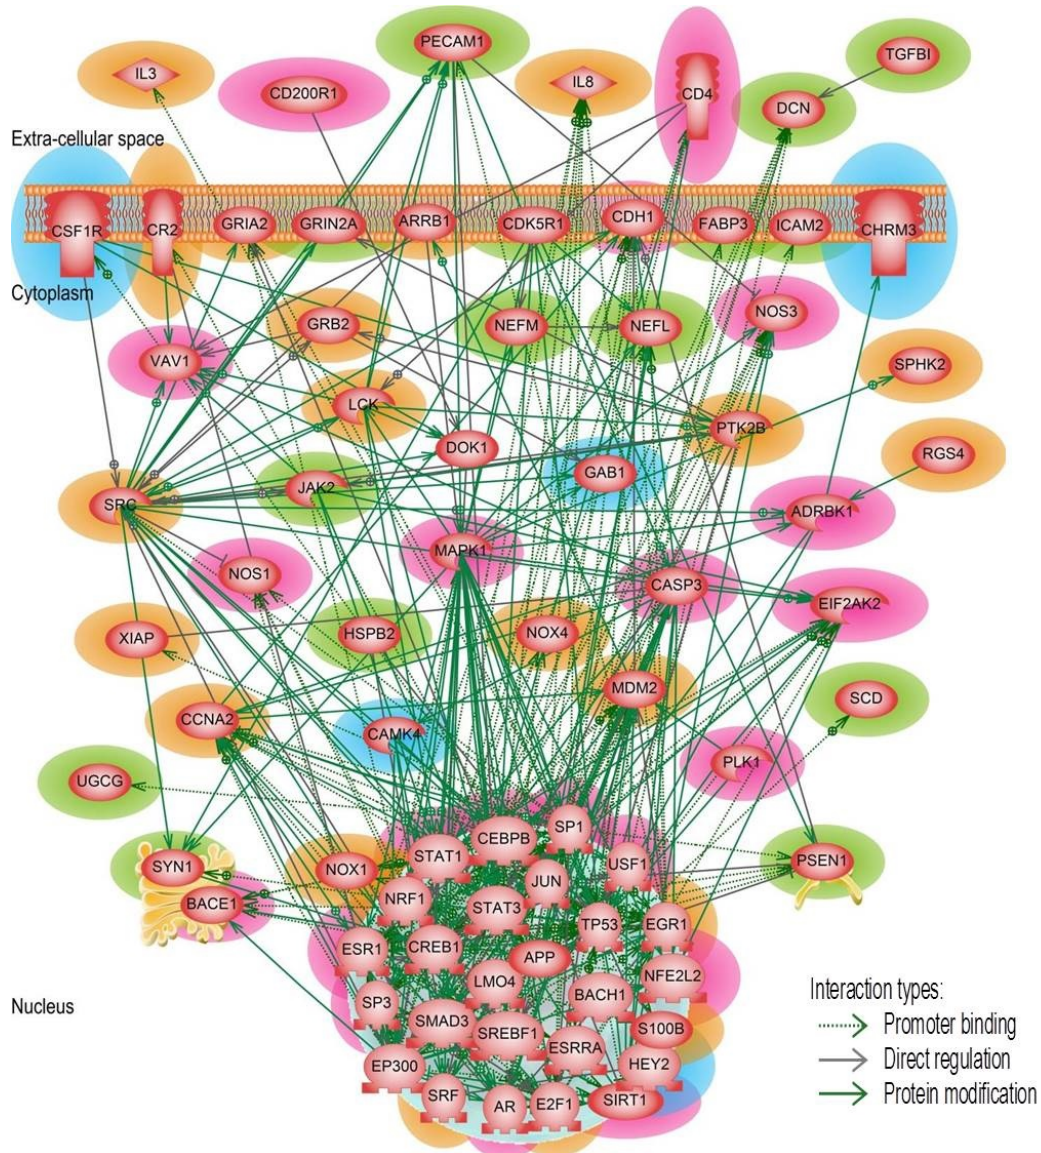 PECAM1
TGFBI
IL3
CD200R1
IL8
CD4
DCN
Extra-cellular space
CSF1R
CR2
GRIA2
GRIN2A
ARRB1
CDK5R1
CDH1
FABP3
ICAM2
CHRM3
Cytoplasm
GRB2
NEFM
NEFL
NOS3
VAV1
SPHK2
LCK
PTK2B
DOK1
RGS4
GAB1
JAK2
SRC
ADRBK1
MAPK1
NOS1
CASP3
EIF2AK2
XIAP
HSPB2
NOX4
MDM2
SCD
CCNA2
CAMK4
PLK1
UGCG
SP1
CEBPB
STAT1
USF1
SYN1
NOX1
PSEN1
JUN
NRF1
BACE1
STAT3
TP53
EGR1
ESR1
CREB1
APP
NFE2L2
LMO4
BACH1
Nucleus
SP3
SMAD3
SREBF1
S100B
ESRRA
EP300
HEY2
SRF
AR
E2F1
SIRT1
Interaction types:
Promoter binding
Direct regulation
Protein modification